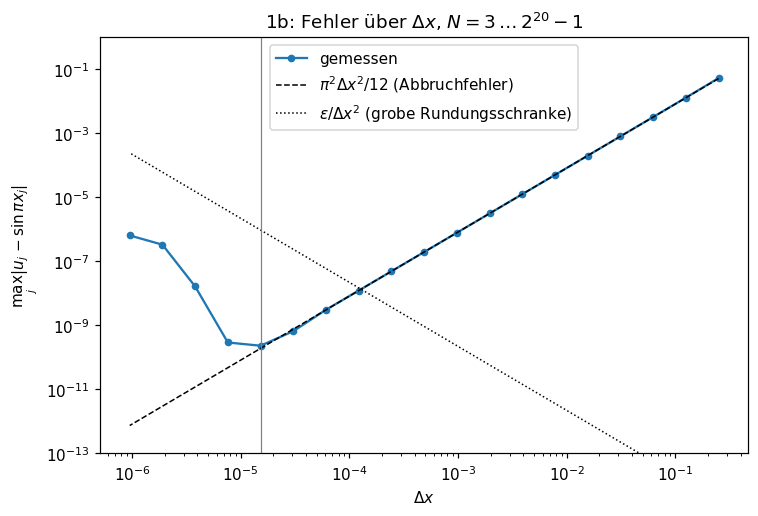 1b: Fehler über Δx, N = 3 … 2²⁰ − 1
gemessen
π²Δx²/12 (Abbruchfehler)
ε/Δx² (grobe Rundungsschranke)
max|uⱼ − sin πxⱼ|
j
10⁻¹
10⁻³
10⁻⁵
10⁻⁷
10⁻⁹
10⁻¹¹
10⁻¹³
10⁻⁶ 10⁻⁵ 10⁻⁴ 10⁻³ 10⁻² 10⁻¹
Δx